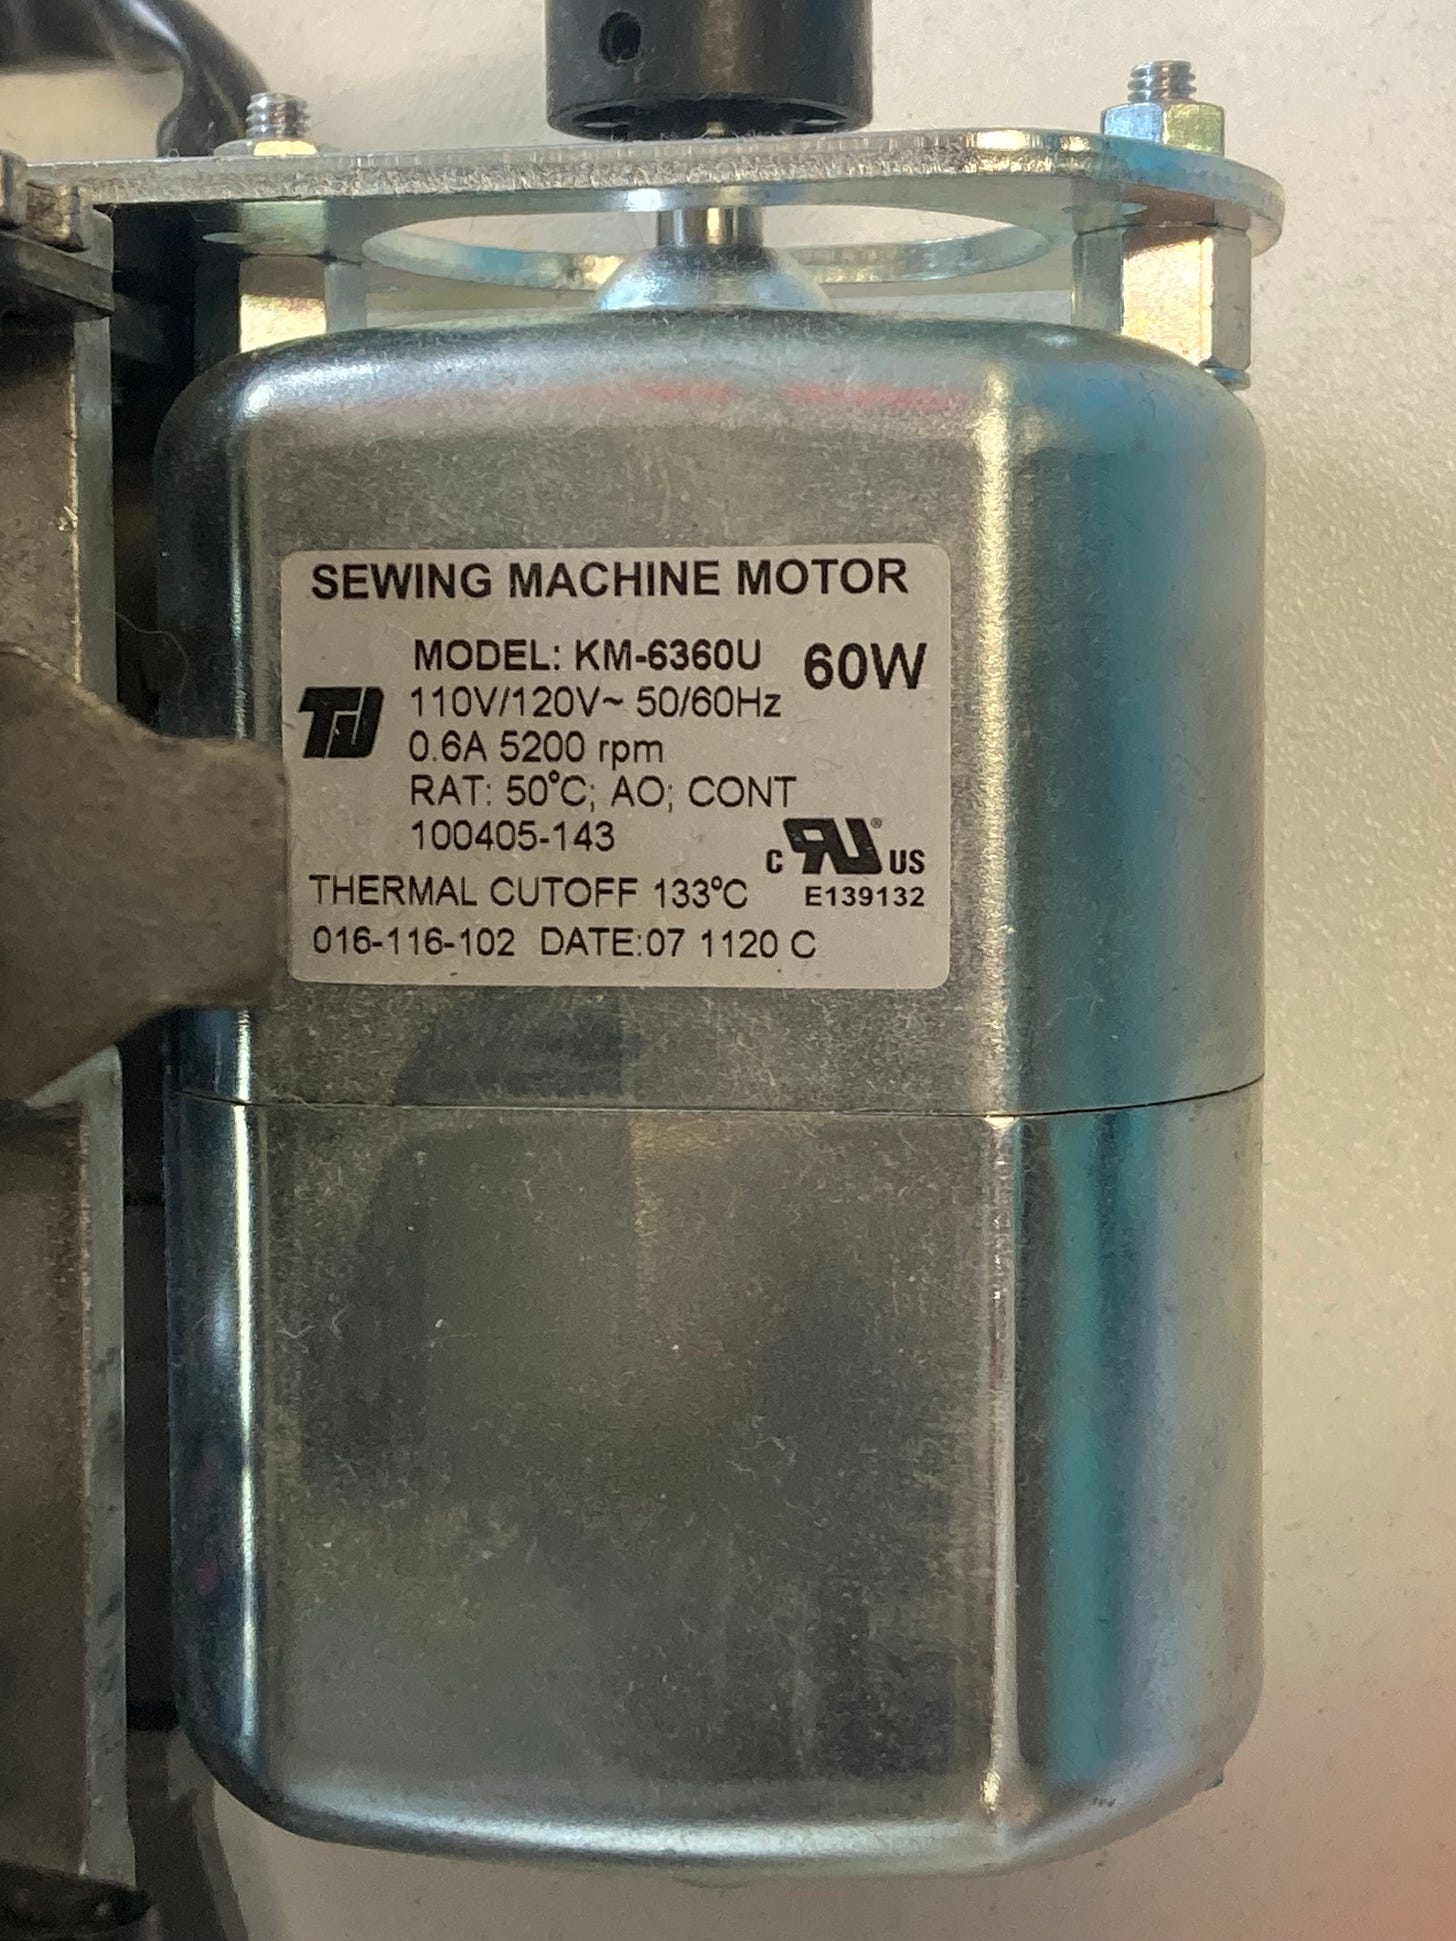 SEWING MACHINE MOTOR
MODEL: KM-6360U 60W
110V/120V~ 50/60Hz
0.6A 5200 rpm
RAT: 50°C; AO; CONT
100405-143
C RU® US
THERMAL CUTOFF 133°C E139132
016-116-102 DATE:07 1120 C